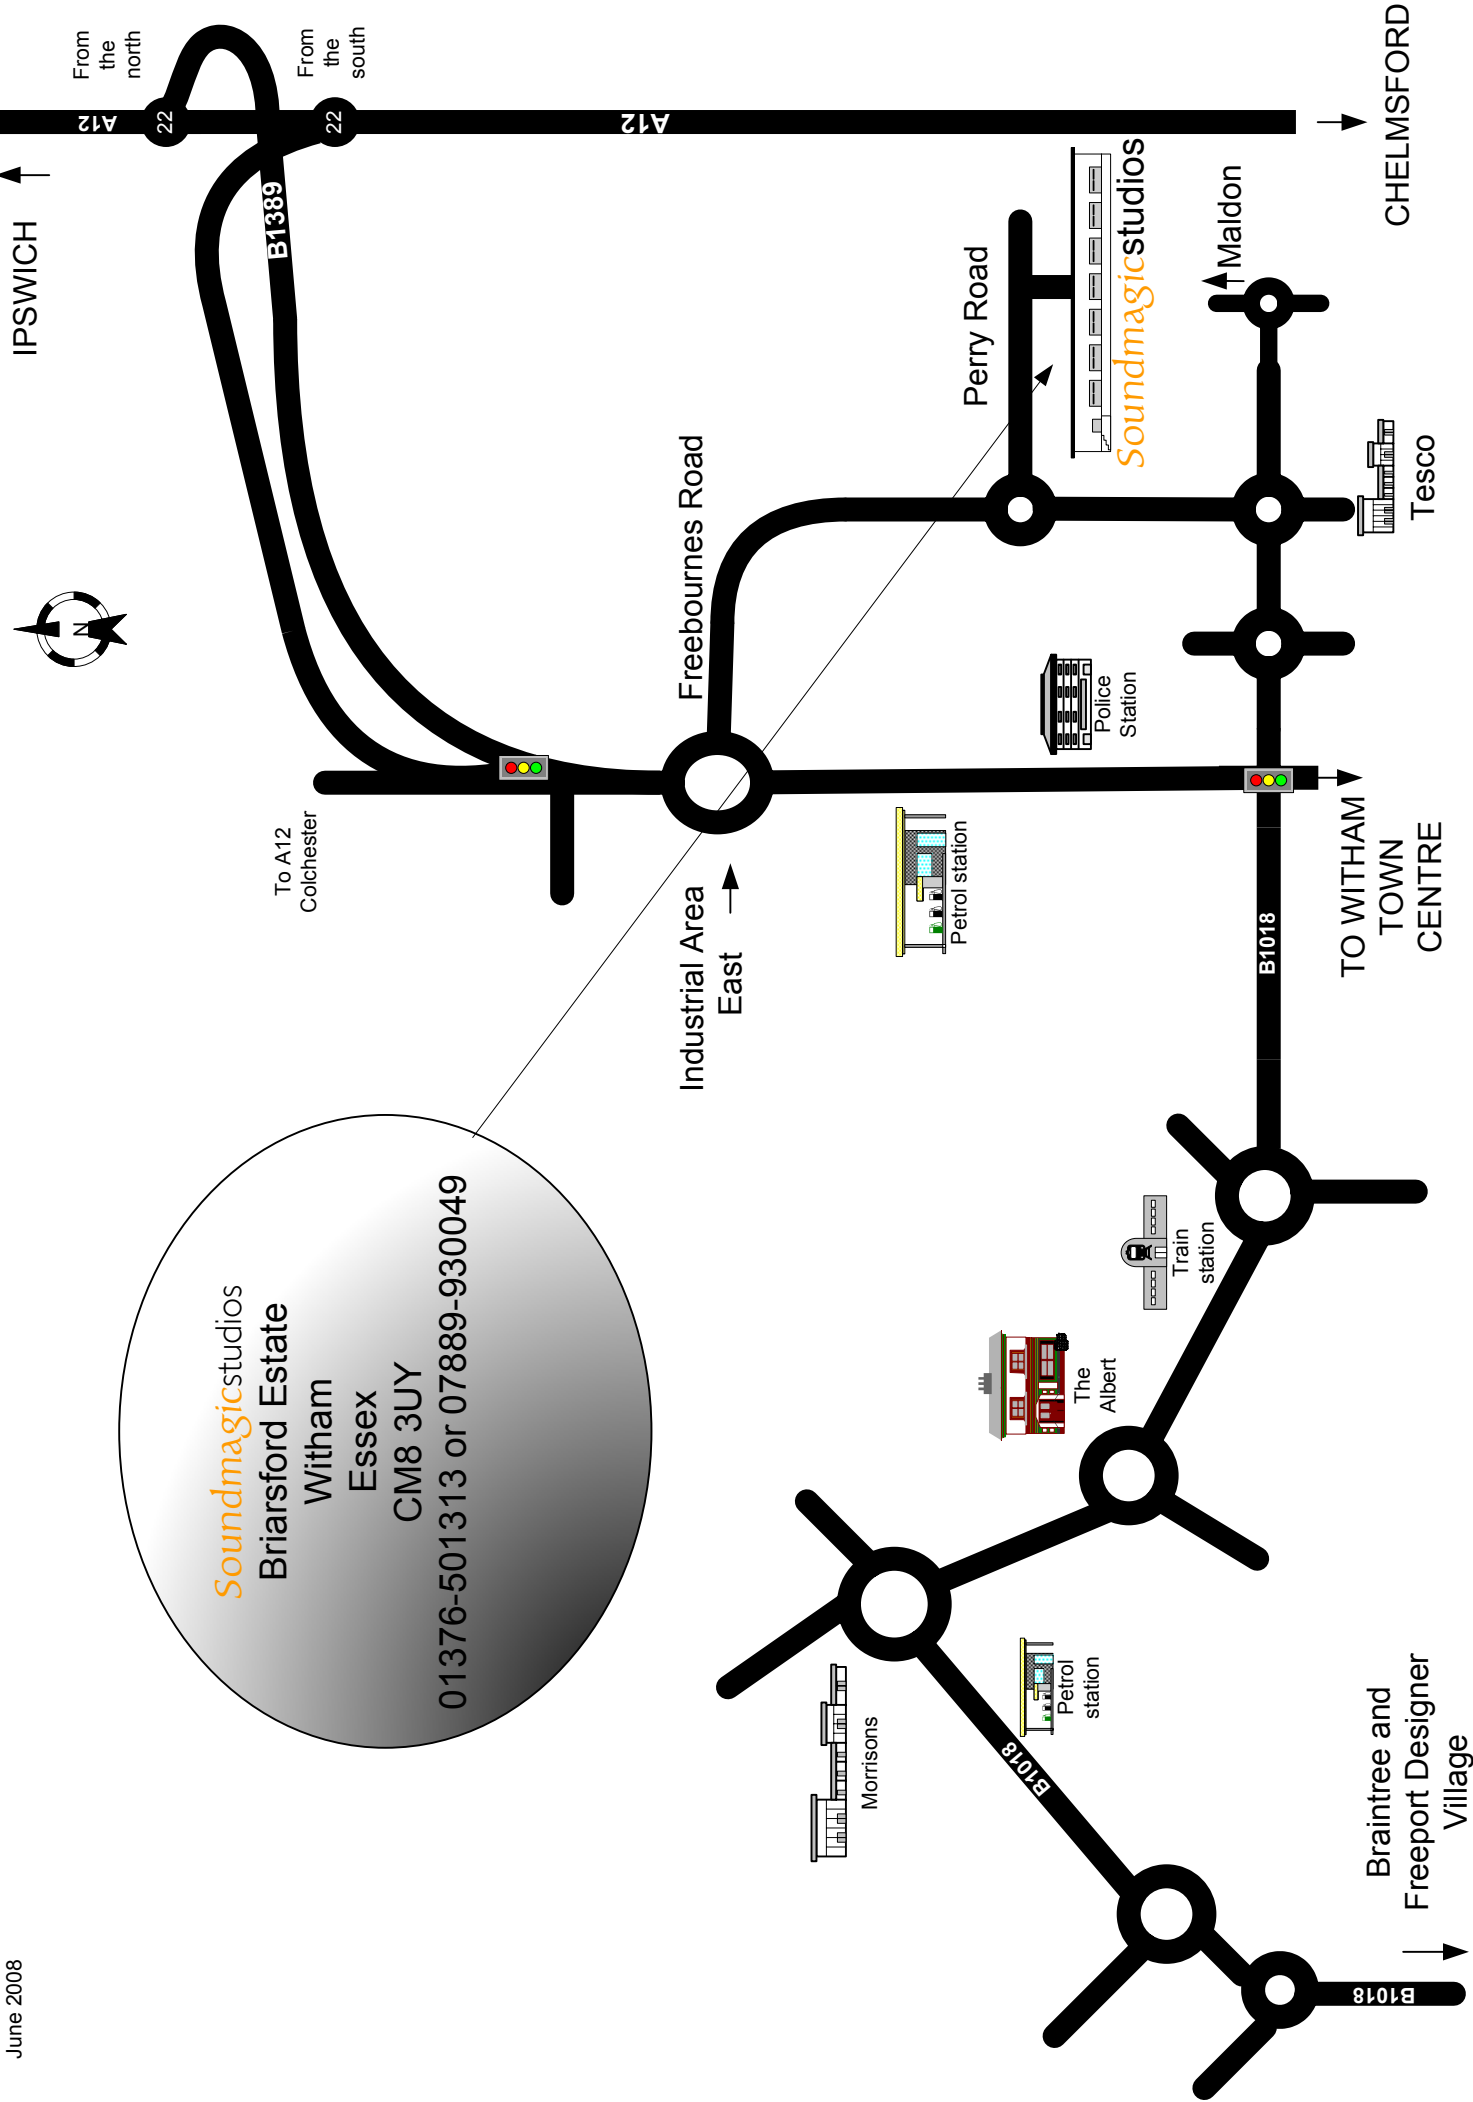 June 2008
Soundmagicstudios
Briarsford Estate
Witham
Essex
CM8 3UY
01376-501313 or 07889-930049
IPSWICH
From
the
north
From
the
south
A12
22
22
A12
B1389
N
To A12
Colchester
Industrial Area
East
Freebournes Road
Perry Road
Soundmagicstudios
Maldon
CHELMSFORD
Petrol station
Police
Station
Tesco
Morrisons
The
Albert
Train
station
Petrol
station
B1018
B1018
B1018
TO WITHAM
TOWN
CENTRE
Braintree and
Freeport Designer
Village